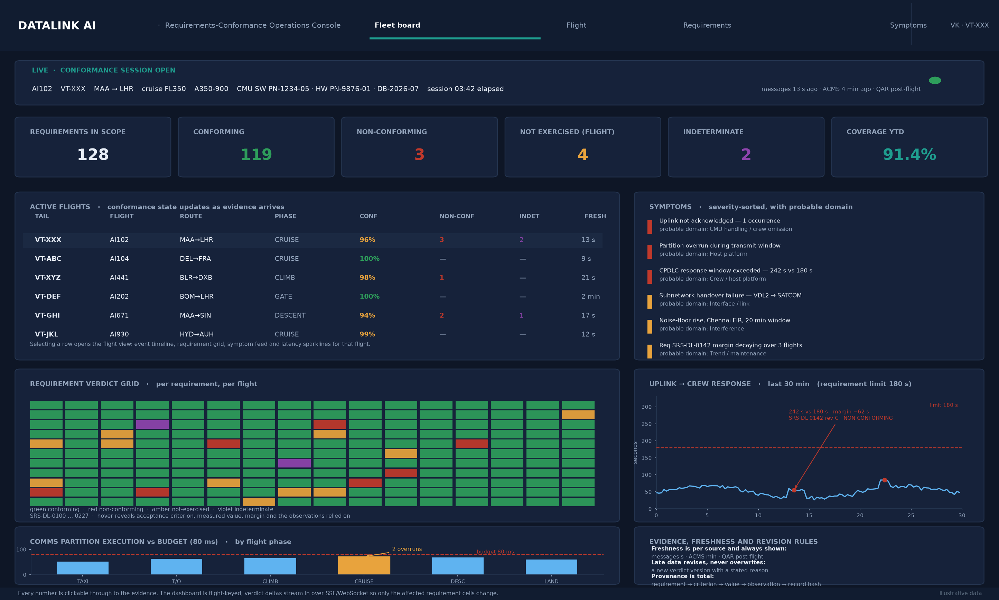 DATALINK AI · Requirements-Conformance Operations Console Fleet board Flight Requirements Symptoms VK · VT-XXX
LIVE · CONFORMANCE SESSION OPEN
AI102 VT-XXX MAA → LHR cruise FL350 A350-900 CMU SW PN-1234-05 · HW PN-9876-01 · DB-2026-07 session 03:42 elapsed
messages 13 s ago · ACMS 4 min ago · QAR post-flight
REQUIREMENTS IN SCOPE
128
CONFORMING
119
NON-CONFORMING
3
NOT EXERCISED (FLIGHT)
4
INDETERMINATE
2
COVERAGE YTD
91.4%
ACTIVE FLIGHTS · conformance state updates as evidence arrives
TAIL FLIGHT ROUTE PHASE CONF NON-CONF INDET FRESH
VT-XXX AI102 MAA→LHR CRUISE 96% 3 2 13 s
VT-ABC AI104 DEL→FRA CRUISE 100% — — 9 s
VT-XYZ AI441 BLR→DXB CLIMB 98% 1 — 21 s
VT-DEF AI202 BOM→LHR GATE 100% — — 2 min
VT-GHI AI671 MAA→SIN DESCENT 94% 2 1 17 s
VT-JKL AI930 HYD→AUH CRUISE 99% — — 12 s
Selecting a row opens the flight view: event timeline, requirement grid, symptom feed and latency sparklines for that flight.
SYMPTOMS · severity-sorted, with probable domain
Uplink not acknowledged — 1 occurrence
probable domain: CMU handling / crew omission
Partition overrun during transmit window
probable domain: Host platform
CPDLC response window exceeded — 242 s vs 180 s
probable domain: Crew / host platform
Subnetwork handover failure — VDL2 → SATCOM
probable domain: Interface / link
Noise-floor rise, Chennai FIR, 20 min window
probable domain: Interference
Req SRS-DL-0142 margin decaying over 3 flights
probable domain: Trend / maintenance
REQUIREMENT VERDICT GRID · per requirement, per flight
green conforming · red non-conforming · amber not-exercised · violet indeterminate
SRS-DL-0100 … 0227 · hover reveals acceptance criterion, measured value, margin and the observations relied on
UPLINK → CREW RESPONSE · last 30 min (requirement limit 180 s)
limit 180 s
242 s vs 180 s margin −62 s
SRS-DL-0142 rev C NON-CONFORMING
seconds
300
250
200
150
100
50
0
0 5 10 15 20 25 30
COMMS PARTITION EXECUTION vs BUDGET (80 ms) · by flight phase
100
0
2 overruns
budget 80 ms
TAXI T/O CLIMB CRUISE DESC LAND
EVIDENCE, FRESHNESS AND REVISION RULES
Freshness is per source and always shown:
messages s · ACMS min · QAR post-flight
Late data revises, never overwrites:
a new verdict version with a stated reason
Provenance is total:
requirement → criterion → value → observation → record hash
Every number is clickable through to the evidence. The dashboard is flight-keyed; verdict deltas stream in over SSE/WebSocket so only the affected requirement cells change.
illustrative data